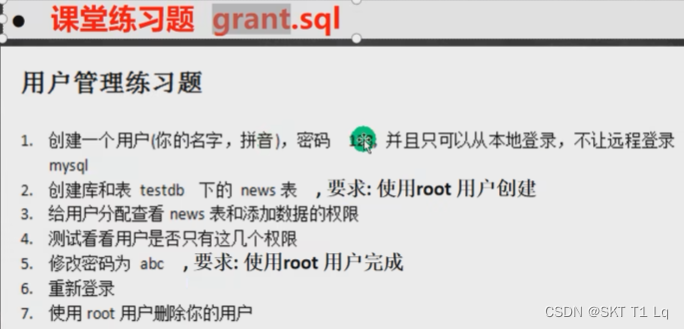 ● 课堂练习题 grant.sql
用户管理练习题
1. 创建一个用户(你的名字，拼音)，密码 123, 并且只可以从本地登录，不让远程登录
mysql
2. 创建库和表 testdb 下的 news 表 , 要求: 使用root 用户创建
3. 给用户分配查看 news 表和添加数据的权限
4. 测试看看用户是否只有这几个权限
5. 修改密码为 abc , 要求: 使用root 用户完成
6. 重新登录
7. 使用 root 用户删除你的用户
CSDN @SKT T1 Lq